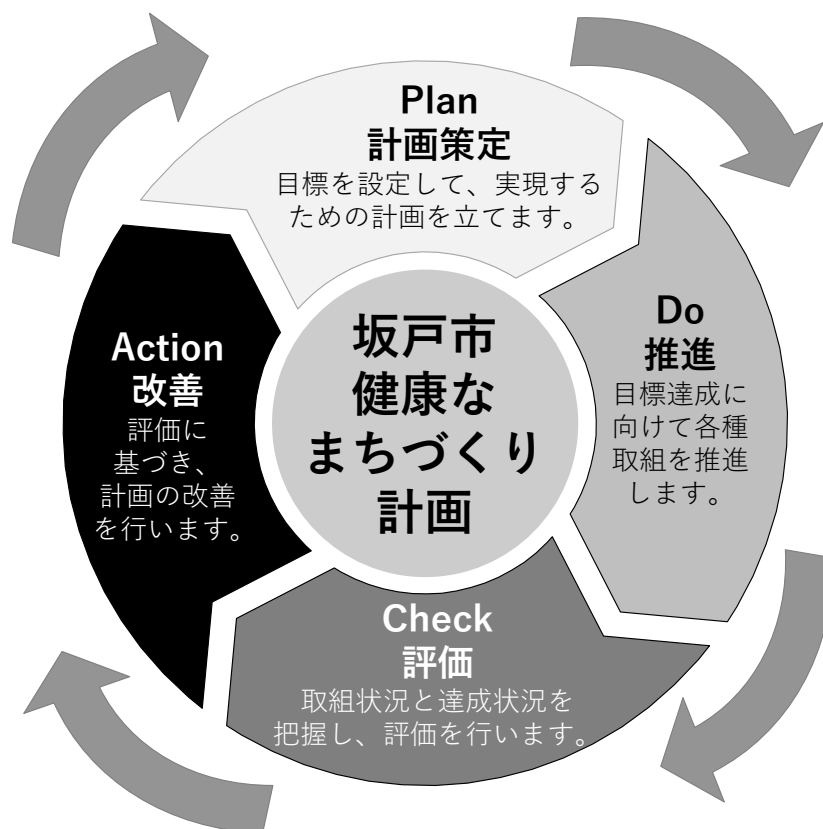 Plan
計画策定
目標を設定して、実現する
ための計画を立てます。
Do
推進
目標達成に
向けて各種
取組を推進
します。
Check
評価
取組状況と達成状況を
把握し、評価を行います。
Action
改善
評価に
基づき、
計画の改善
を行います。
坂戸市
健康な
まちづくり
計画